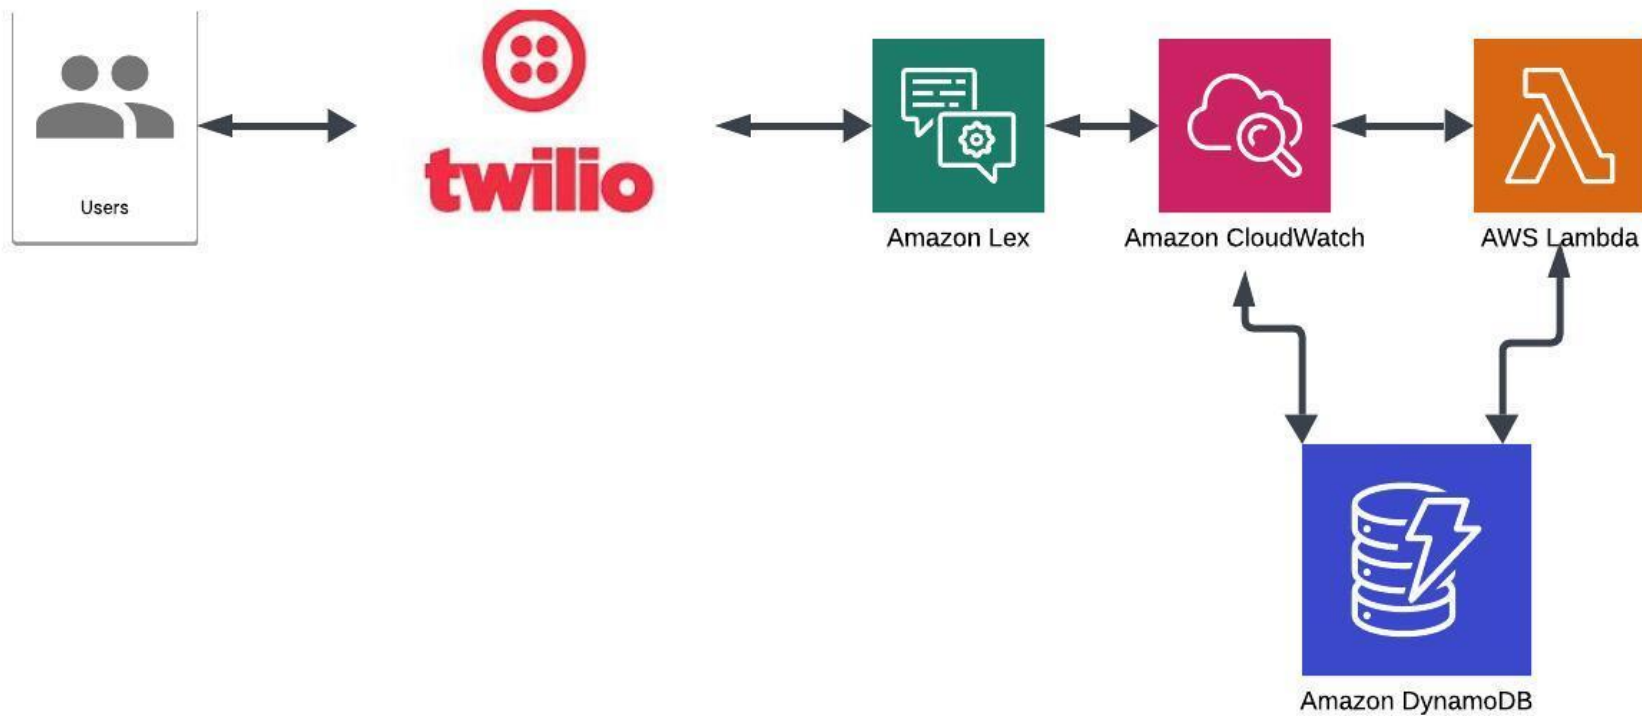 Users
twilio
Amazon Lex
Amazon CloudWatch
AWS Lambda
Amazon DynamoDB